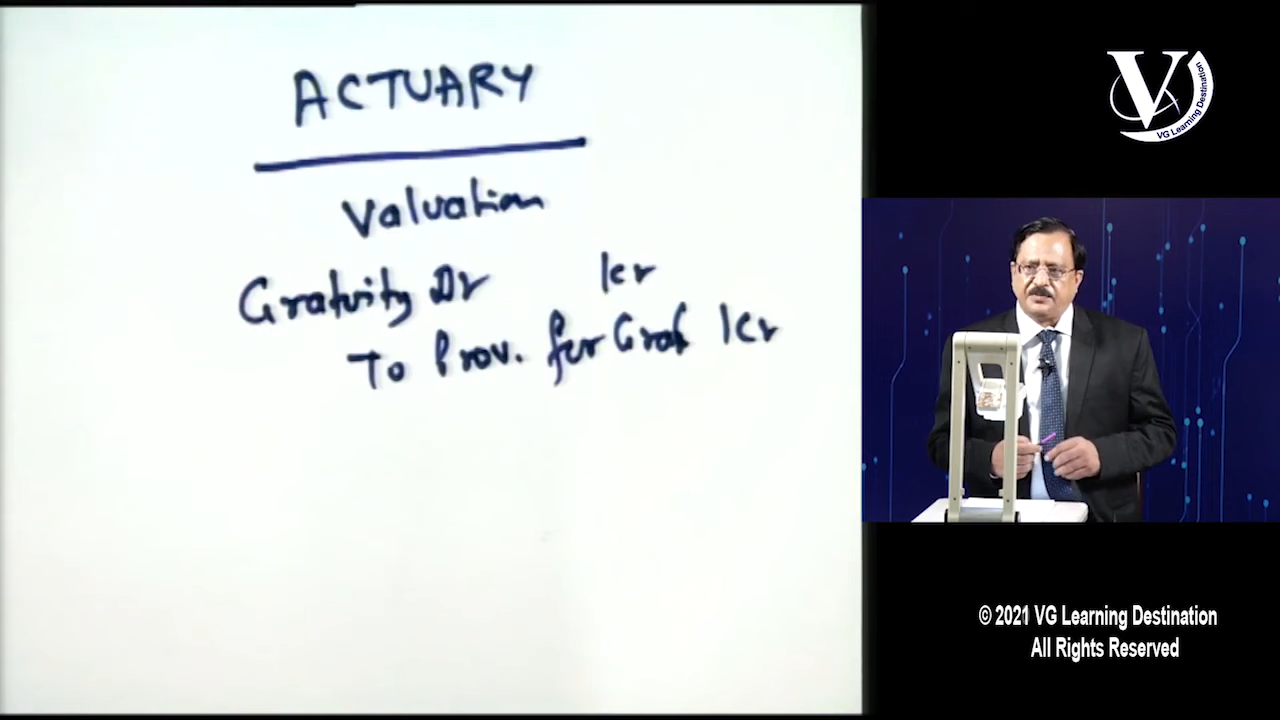 ACTUARY
Valuation
Gratuity Dr 1cr
To Prov. for Grat 1Cr
V
VG Learning Destination
© 2021 VG Learning Destination
All Rights Reserved